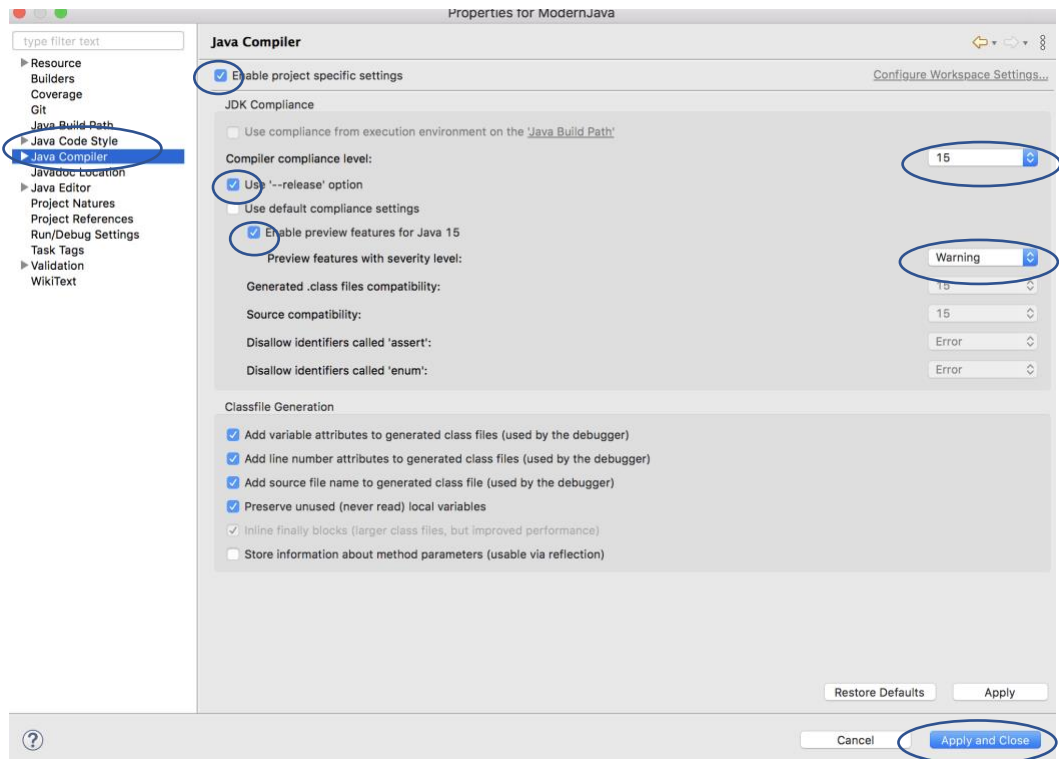 Properties for ModernJava
type filter text
Resource
Builders
Coverage
Git
Java Build Path
Java Code Style
Java Compiler
Javadoc Location
Java Editor
Project Natures
Project References
Run/Debug Settings
Task Tags
Validation
WikiText
Java Compiler
Enable project specific settings
Configure Workspace Settings...
JDK Compliance
Use compliance from execution environment on the 'Java Build Path'
Compiler compliance level: 15
Use '--release' option
Use default compliance settings
Enable preview features for Java 15
Preview features with severity level: Warning
Generated .class files compatibility: 15
Source compatibility: 15
Disallow identifiers called 'assert': Error
Disallow identifiers called 'enum': Error
Classfile Generation
Add variable attributes to generated class files (used by the debugger)
Add line number attributes to generated class files (used by the debugger)
Add source file name to generated class file (used by the debugger)
Preserve unused (never read) local variables
Inline finally blocks (larger class files, but improved performance)
Store information about method parameters (usable via reflection)
Restore Defaults Apply
? Cancel Apply and Close